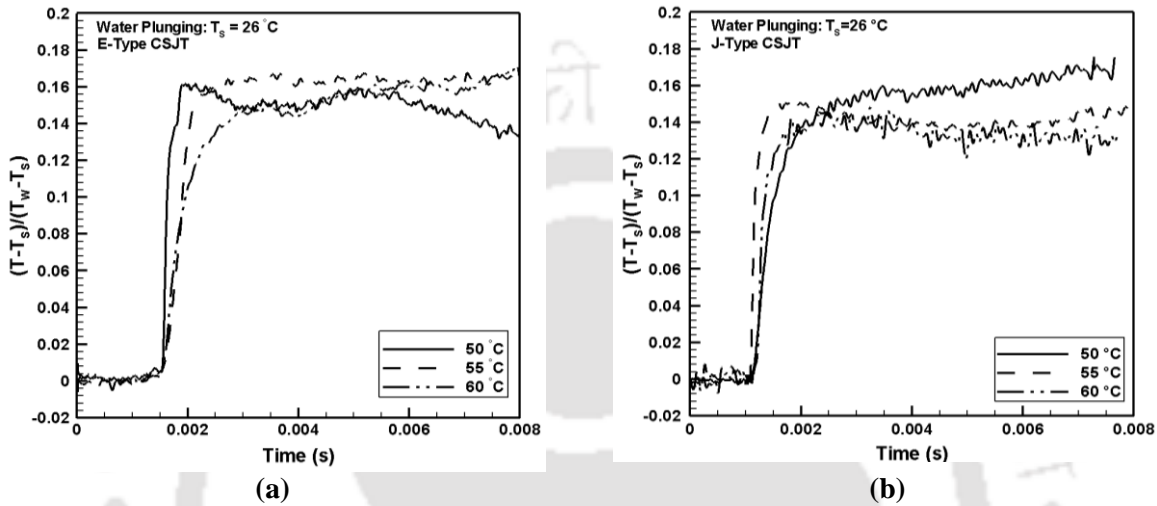 Water Plunging: T_S = 26 °C
E-Type CSJT
0.2
0.18
0.16
0.14
0.12
0.1
0.08
0.06
0.04
0.02
0
-0.02
(T-T_S)/(T_W-T_S)
50 °C
55 °C
60 °C
0
0.002
0.004
0.006
0.008
Time (s)
(a)
Water Plunging: T_S=26 °C
J-Type CSJT
0.2
0.18
0.16
0.14
0.12
0.1
0.08
0.06
0.04
0.02
0
-0.02
(T-T_S)/(T_W-T_S)
50 °C
55 °C
60 °C
0
0.002
0.004
0.006
0.008
Time (s)
(b)